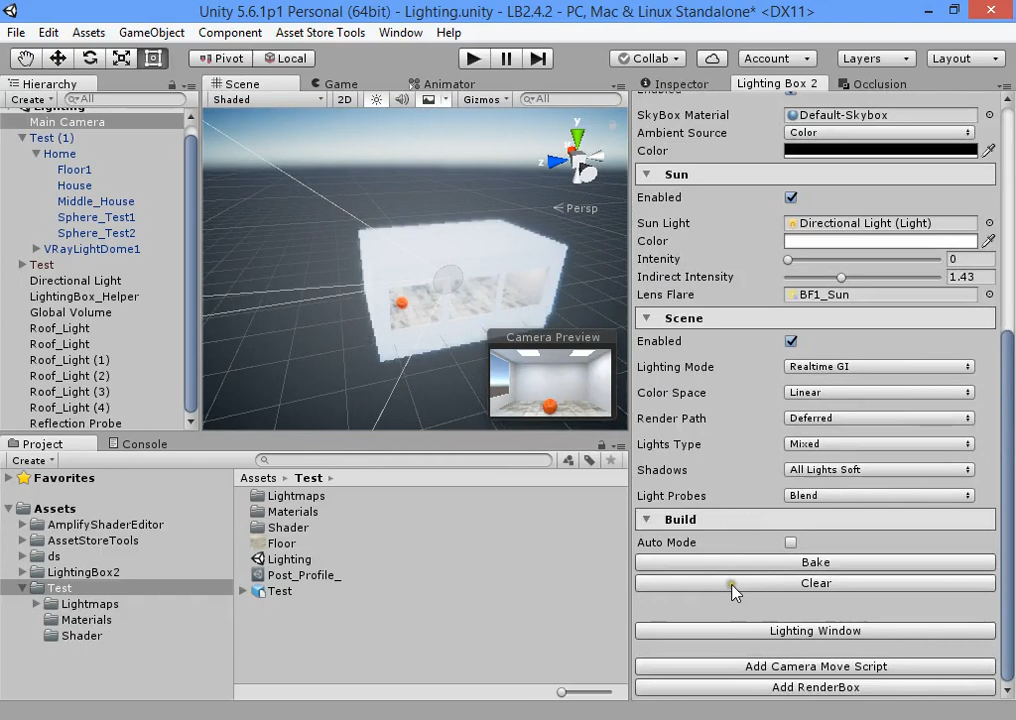 Unity 5.6.1p1 Personal (64bit) - Lighting.unity - LB2.4.2 - PC, Mac & Linux Standalone* <DX11>
File Edit Assets GameObject Component Asset Store Tools Window Help
Pivot Local Collab Account Layers Layout
Hierarchy
Create All
Main Camera
Test (1)
Home
Floor1
House
Middle_House
Sphere_Test1
Sphere_Test2
VRayLightDome1
Test
Directional Light
LightingBox_Helper
Global Volume
Roof_Light
Roof_Light
Roof_Light (1)
Roof_Light (2)
Roof_Light (3)
Roof_Light (4)
Reflection Probe
Scene Game Animator
Shaded 2D Gizmos All
y
z
Persp
Camera Preview
Project Console
Create
Favorites
Assets
AmplifyShaderEditor
AssetStoreTools
ds
LightingBox2
Test
Lightmaps
Materials
Shader
Assets Test
Lightmaps
Materials
Shader
Floor
Lighting
Post_Profile_
Test
Inspector Lighting Box 2 Occlusion
Enabled
SkyBox Material Default-Skybox
Ambient Source Color
Color
Sun
Enabled
Sun Light Directional Light (Light)
Color
Intenity 0
Indirect Intensity 1.43
Lens Flare BF1_Sun
Scene
Enabled
Lighting Mode Realtime GI
Color Space Linear
Render Path Deferred
Lights Type Mixed
Shadows All Lights Soft
Light Probes Blend
Build
Auto Mode
Bake
Clear
Lighting Window
Add Camera Move Script
Add RenderBox